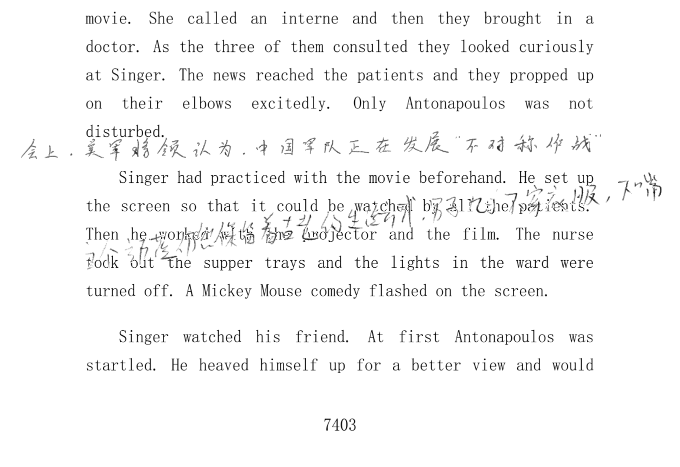 movie. She called an interne and then they brought in a
doctor. As the three of them consulted they looked curiously
at Singer. The news reached the patients and they propped up
on their elbows excitedly. Only Antonapoulos was not
disturbed.
会上，美军将领认为，中国军队正在发展“不对称作战”
Singer had practiced with the movie beforehand. He set up
the screen so that it could be watched by all the patients.
Then he worked with the projector and the film. The nurse
took out the supper trays and the lights in the ward were
turned off. A Mickey Mouse comedy flashed on the screen.
Singer watched his friend. At first Antonapoulos was
startled. He heaved himself up for a better view and would
7403